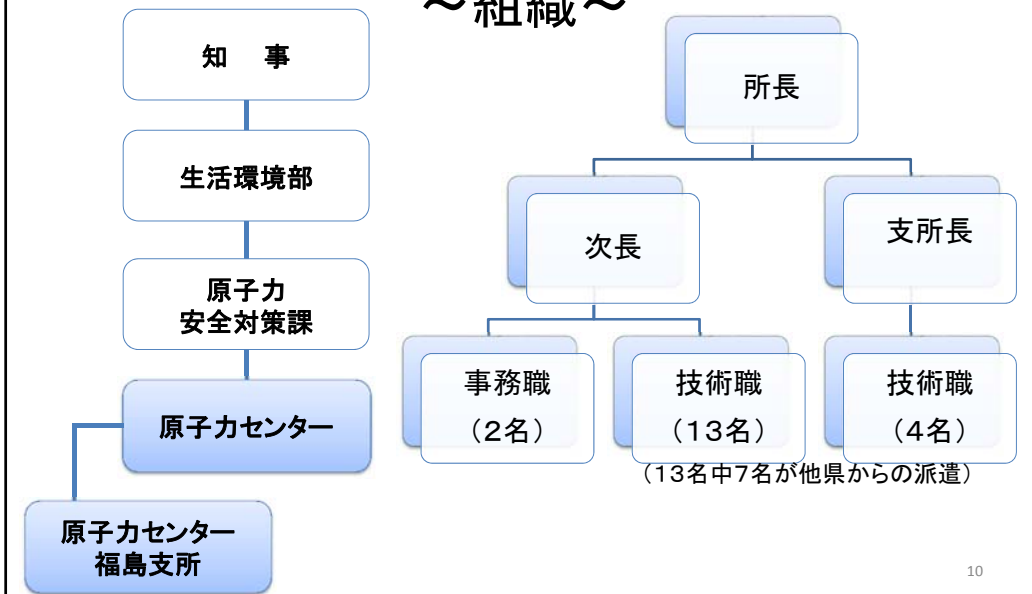 ～組織～
知　事
生活環境部
原子力
安全対策課
原子力センター
原子力センター
福島支所
所長
次長
支所長
事務職
（２名）
技術職
（１３名）
技術職
（４名）
（１３名中７名が他県からの派遣）
10